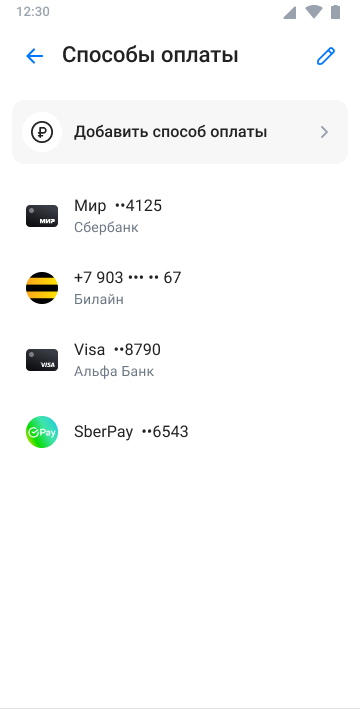 12:30
Способы оплаты
Добавить способ оплаты
Мир ••4125
МИР
Сбербанк
+7 903 ••• •• 67
Билайн
Visa ••8790
VISA
Альфа Банк
Pay
SberPay ••6543